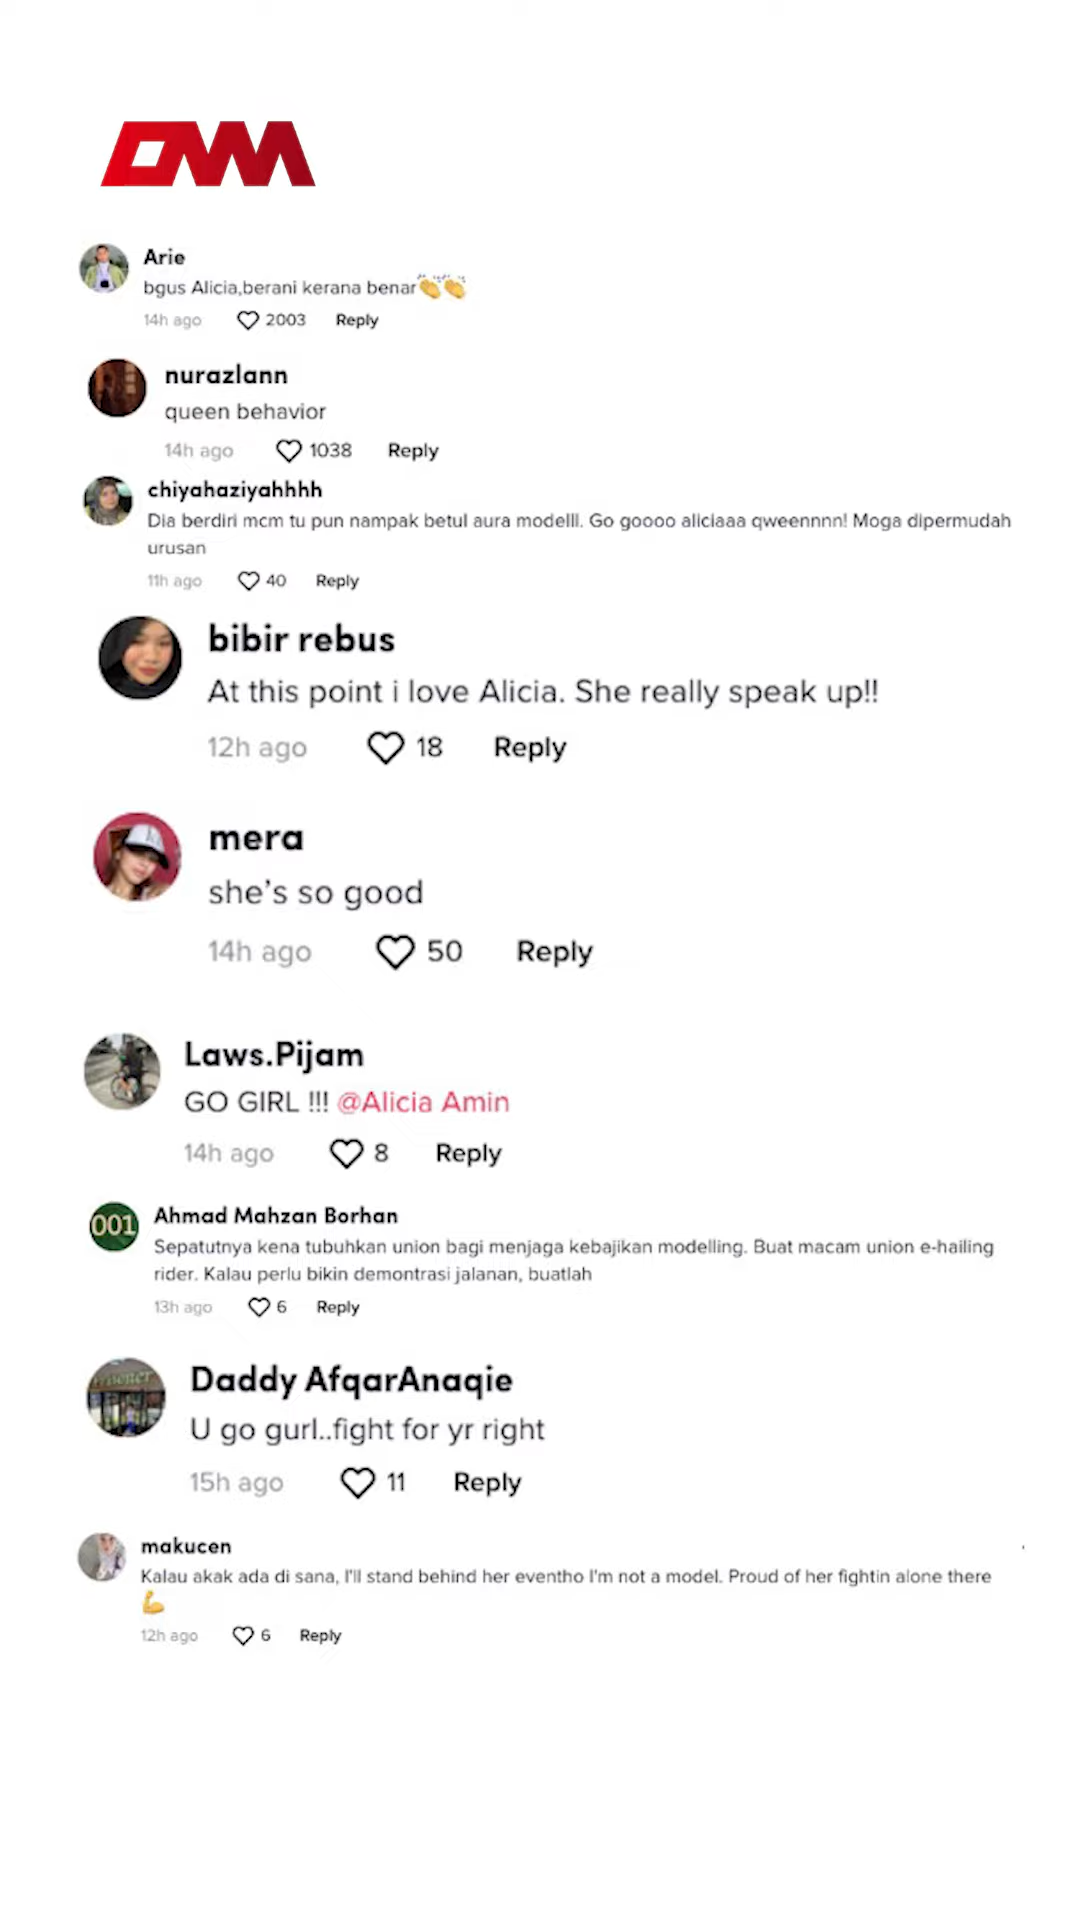 OWM
Arie
bgus Alicia,berani kerana benar👏👏
14h ago 2003 Reply
nurazlann
queen behavior
14h ago 1038 Reply
chiyahaziyahhhh
Dia berdiri mcm tu pun nampak betul aura modelll. Go goooo aliciaaa qweennnn! Moga dipermudah
urusan
11h ago 40 Reply
bibir rebus
At this point i love Alicia. She really speak up!!
12h ago 18 Reply
mera
she's so good
14h ago 50 Reply
Laws.Pijam
GO GIRL !!! @Alicia Amin
14h ago 8 Reply
001
Ahmad Mahzan Borhan
Sepatutnya kena tubuhkan union bagi menjaga kebajikan modelling. Buat macam union e-hailing
rider. Kalau perlu bikin demontrasi jalanan, buatlah
13h ago 6 Reply
Daddy AfqarAnaqie
U go gurl..fight for yr right
15h ago 11 Reply
makucen
Kalau akak ada di sana, I'll stand behind her eventho I'm not a model. Proud of her fightin alone there
💪
12h ago 6 Reply